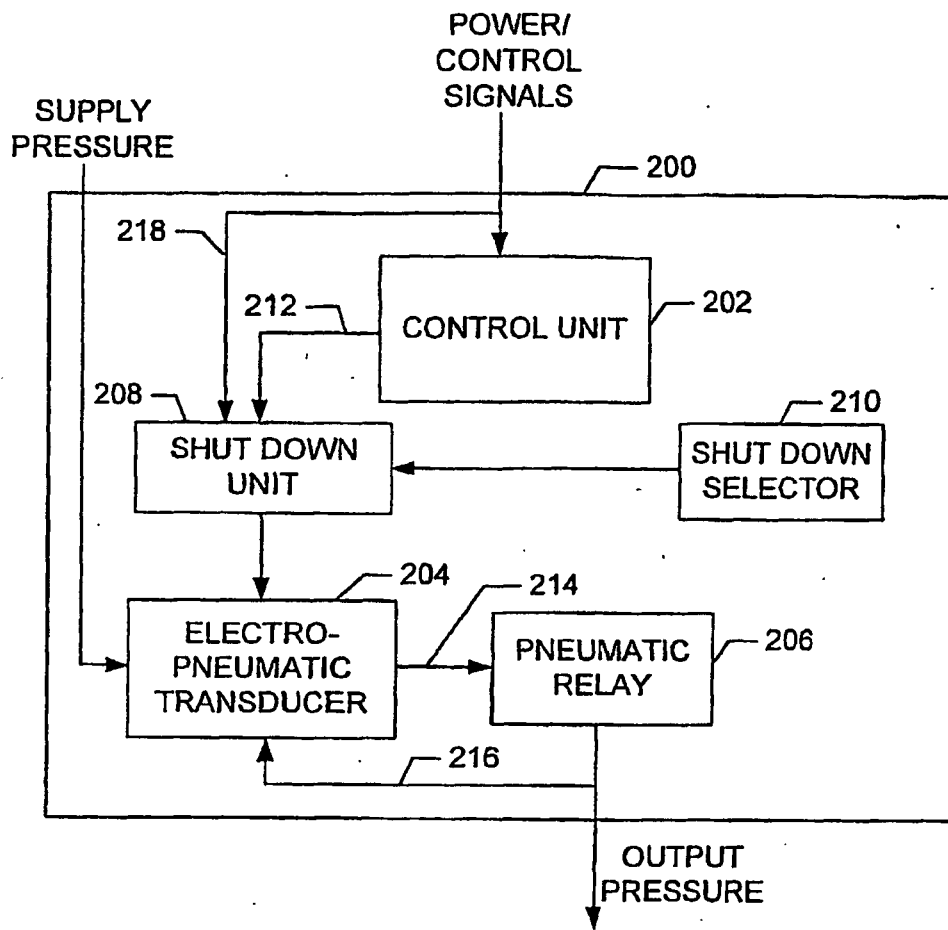 POWER/
CONTROL
SIGNALS
SUPPLY
PRESSURE
200
218
CONTROL UNIT
202
212
208
SHUT DOWN
UNIT
210
SHUT DOWN
SELECTOR
204
ELECTRO-
PNEUMATIC
TRANSDUCER
214
PNEUMATIC
RELAY
206
216
OUTPUT
PRESSURE